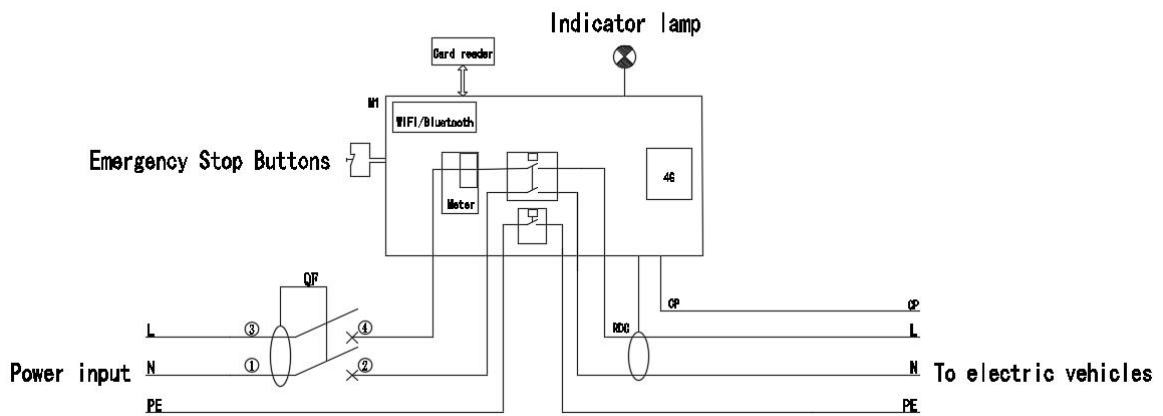 Indicator lamp
Card reader
M1
WIFI/Bluetooth
Emergency Stop Buttons
4G
Meter
QF
CP
CP
L
③
④
RDC
L
Power input
N
①
②
N
To electric vehicles
PE
PE